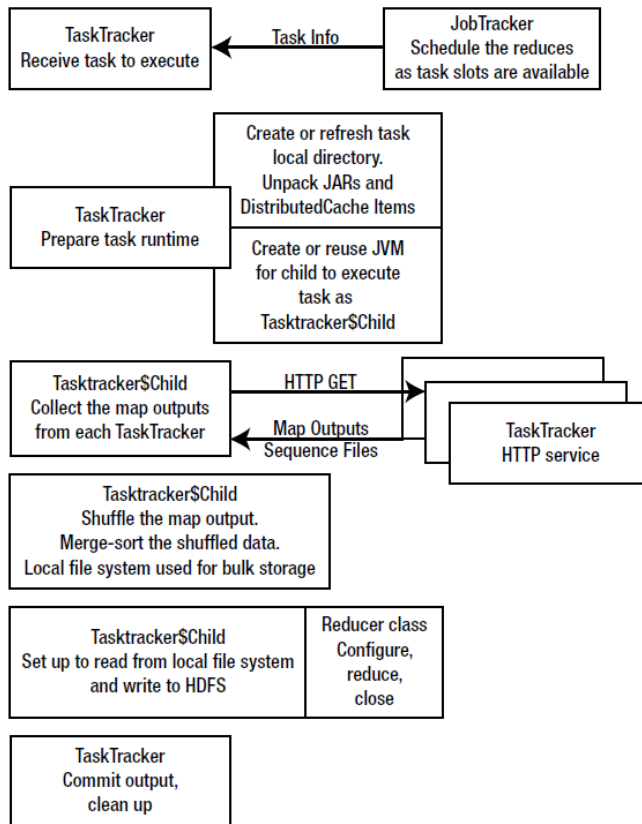 TaskTracker
Receive task to execute
Task Info
JobTracker
Schedule the reduces
as task slots are available
Create or refresh task
local directory.
Unpack JARs and
DistributedCache Items
TaskTracker
Prepare task runtime
Create or reuse JVM
for child to execute
task as
Tasktracker$Child
Tasktracker$Child
Collect the map outputs
from each TaskTracker
HTTP GET
Map Outputs
Sequence Files
TaskTracker
HTTP service
Tasktracker$Child
Shuffle the map output.
Merge-sort the shuffled data.
Local file system used for bulk storage
Tasktracker$Child
Set up to read from local file system
and write to HDFS
Reducer class
Configure,
reduce,
close
TaskTracker
Commit output,
clean up